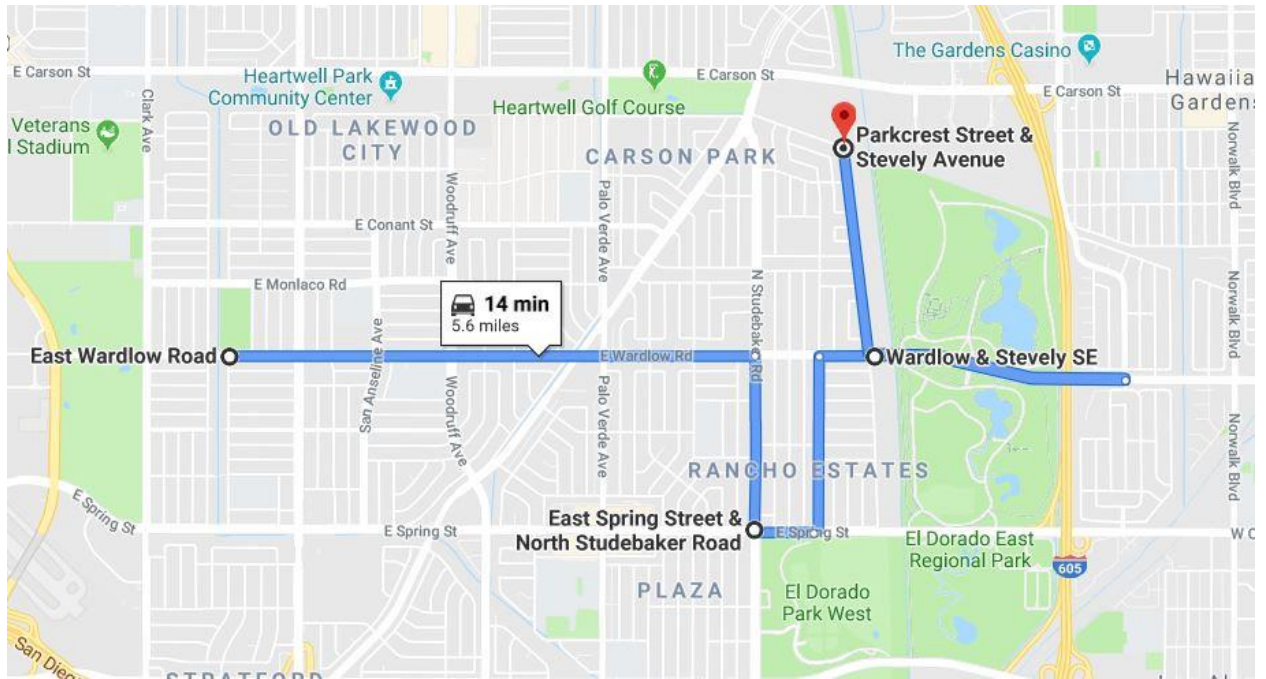 The Gardens Casino
E Carson St
E Carson St
Hawaiia
Gardens
E Carson St
Heartwell Park
Community Center
Heartwell Golf Course
Clark Ave
Veterans
l Stadium
OLD LAKEWOOD
CITY
CARSON PARK
Parkcrest Street &
Stevely Avenue
Norwalk Blvd
Woodruff Ave
Palo Verde Ave
E Conant St
E Monlaco Rd
N Studebaker Rd
14 min
5.6 miles
San Anseline Ave
East Wardlow Road
E Wardlow Rd
Wardlow & Stevely SE
Norwalk Blvd
Woodruff Ave
Palo Verde Ave
Norwalk Blvd
RANCHO ESTATES
E Spring St
E Spring St
East Spring Street &
North Studebaker Road
E Spring St
W C
El Dorado East
Regional Park
605
PLAZA
El Dorado
Park West
San Dieg
STRATFORD